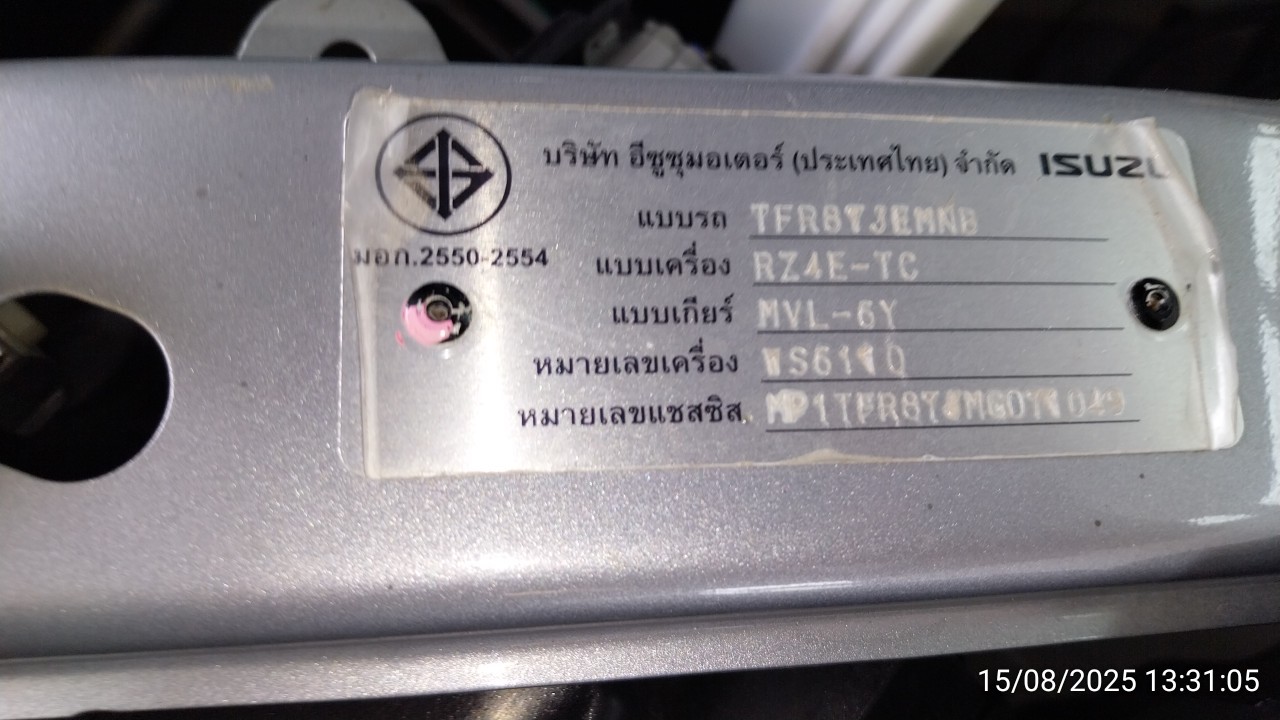 บริษัท อีซูซุมอเตอร์ (ประเทศไทย) จำกัด ISUZU
มอก.2550-2554
แบบรถ TFR8YJEMNB
แบบเครื่อง RZ4E-TC
แบบเกียร์ MVL-6Y
หมายเลขเครื่อง
หมายเลขแชสซิส
15/08/2025 13:31:05